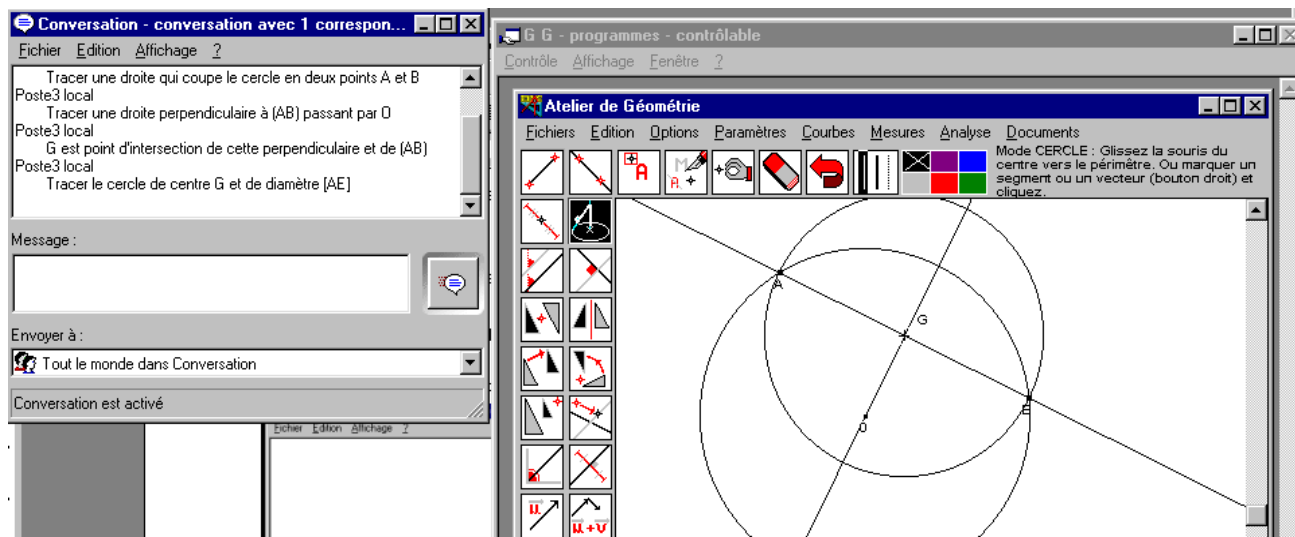 Conversation - conversation avec 1 correspon...
Fichier Edition Affichage ?
Tracer une droite qui coupe le cercle en deux points A et B
Poste3 local
Tracer une droite perpendiculaire à (AB) passant par O
Poste3 local
G est point d'intersection de cette perpendiculaire et de (AB)
Poste3 local
Tracer le cercle de centre G et de diamètre [AE]
Message :
Envoyer à :
Tout le monde dans Conversation
Conversation est activé
Fichier Edition Affichage ?
G G - programmes - contrôlable
Contrôle Affichage Fenêtre ?
Atelier de Géométrie
Fichiers Edition Options Paramètres Courbes Mesures Analyse Documents
Mode CERCLE : Glissez la souris du
centre vers le périmètre. Ou marquer un
segment ou un vecteur (bouton droit) et
cliquez.
A
M
A
A
G
E
O
u
u+v